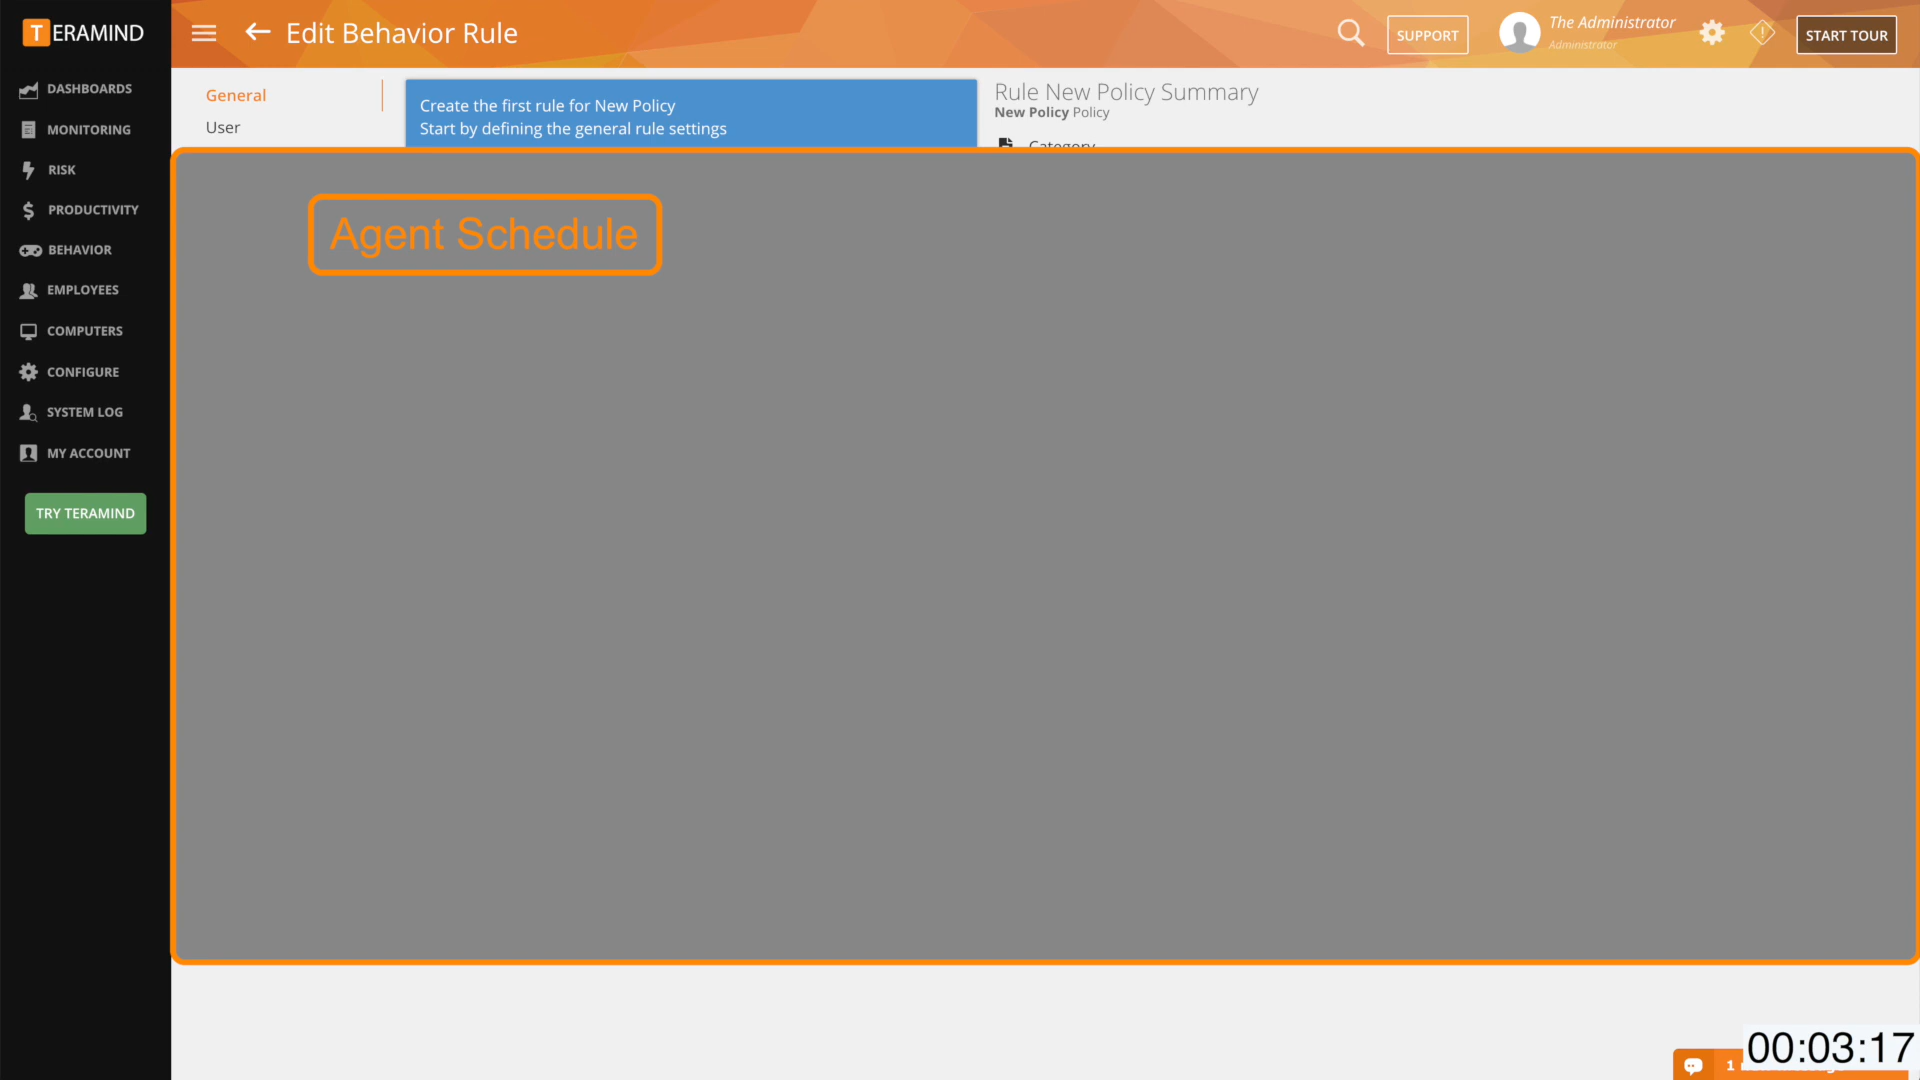 TERAMIND
Edit Behavior Rule
SUPPORT
The Administrator
Administrator
START TOUR
DASHBOARDS
MONITORING
RISK
PRODUCTIVITY
BEHAVIOR
EMPLOYEES
COMPUTERS
CONFIGURE
SYSTEM LOG
MY ACCOUNT
TRY TERAMIND
General
User
Create the first rule for New Policy
Start by defining the general rule settings
Rule New Policy Summary
New Policy Policy
Category
Agent Schedule
1
00:03:17